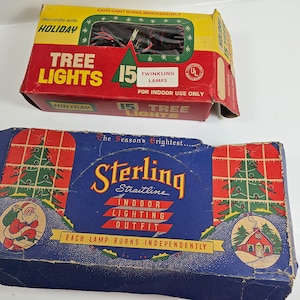 EACH LIGHT BURNS INDEPENDENTLY
Decorate with
HOLIDAY
TREE
LIGHTS
15
TWINKLING
LAMPS
UL
FOR INDOOR USE ONLY
HOLIDAY
15
TREE
LIGHTS
The Season's Brightest....
Sterling
Straitline
INDOOR
LIGHTING
OUTFIT
EACH LAMP BURNS INDEPENDENTLY